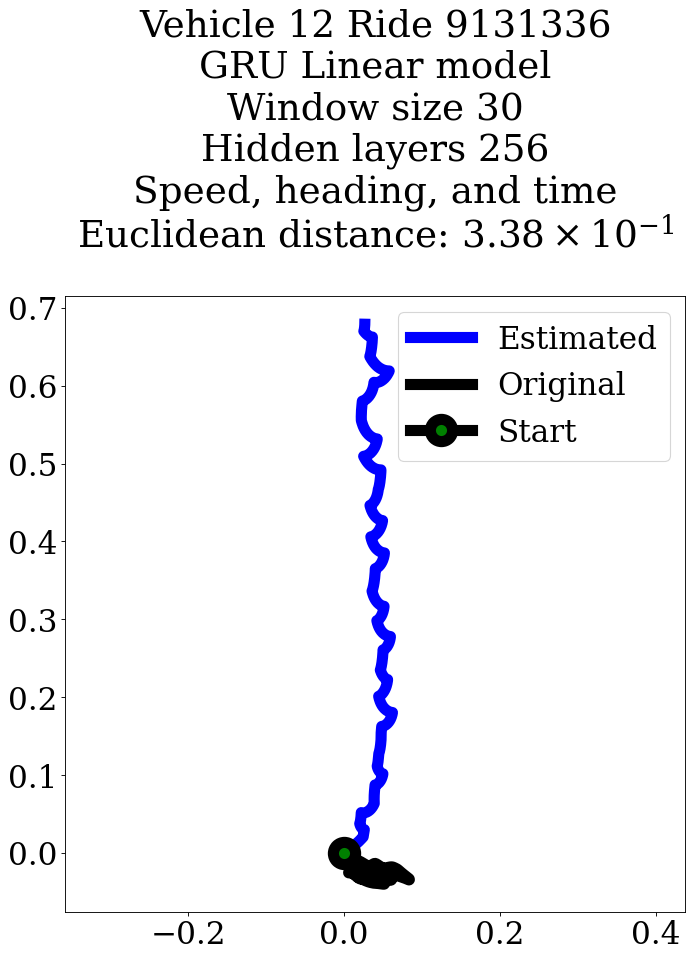 Vehicle 12 Ride 9131336
GRU Linear model
Window size 30
Hidden layers 256
Speed, heading, and time
Euclidean distance: 3.38 × 10⁻¹
0.7
0.6
0.5
0.4
0.3
0.2
0.1
0.0
Estimated
Original
Start
−0.2 0.0 0.2 0.4